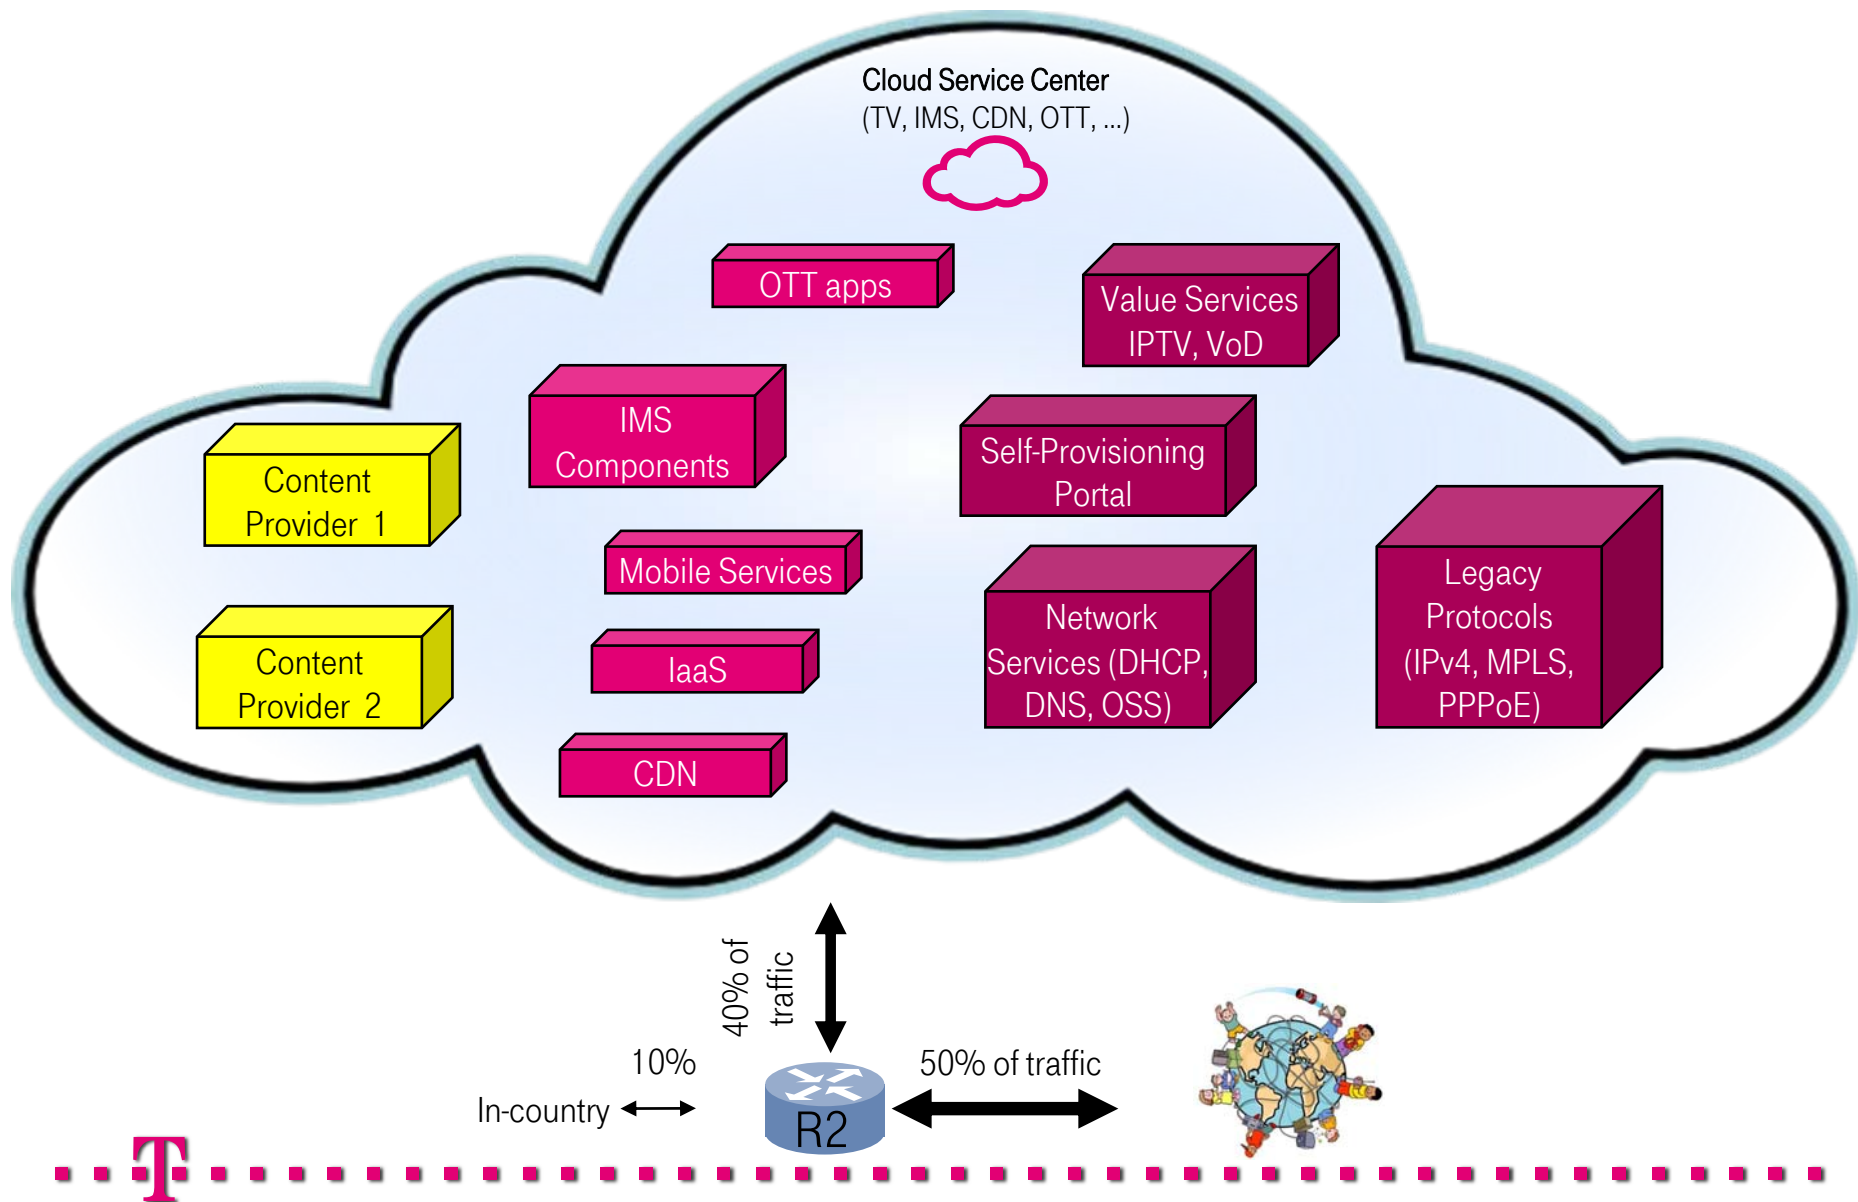 Cloud Service Center
(TV, IMS, CDN, OTT, ...)
OTT apps
Value Services
IPTV, VoD
IMS
Components
Self-Provisioning
Portal
Content
Provider 1
Mobile Services
Legacy
Protocols
(IPv4, MPLS,
PPPoE)
Network
Services (DHCP,
DNS, OSS)
Content
Provider 2
IaaS
CDN
40% of
traffic
10%
50% of traffic
In-country
R2
T